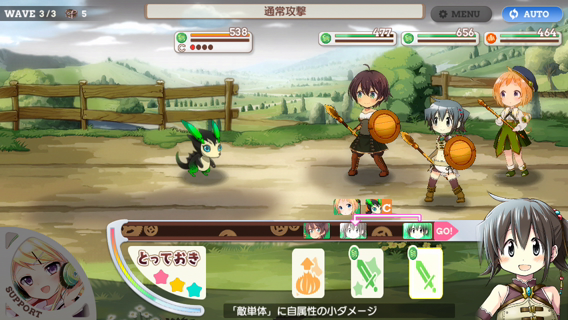 WAVE 3/3 5
通常攻撃
MENU
AUTO
538
C
477
656
464
C
GO!
とっておき
SUPPORT
「敵単体」に自属性の小ダメージ